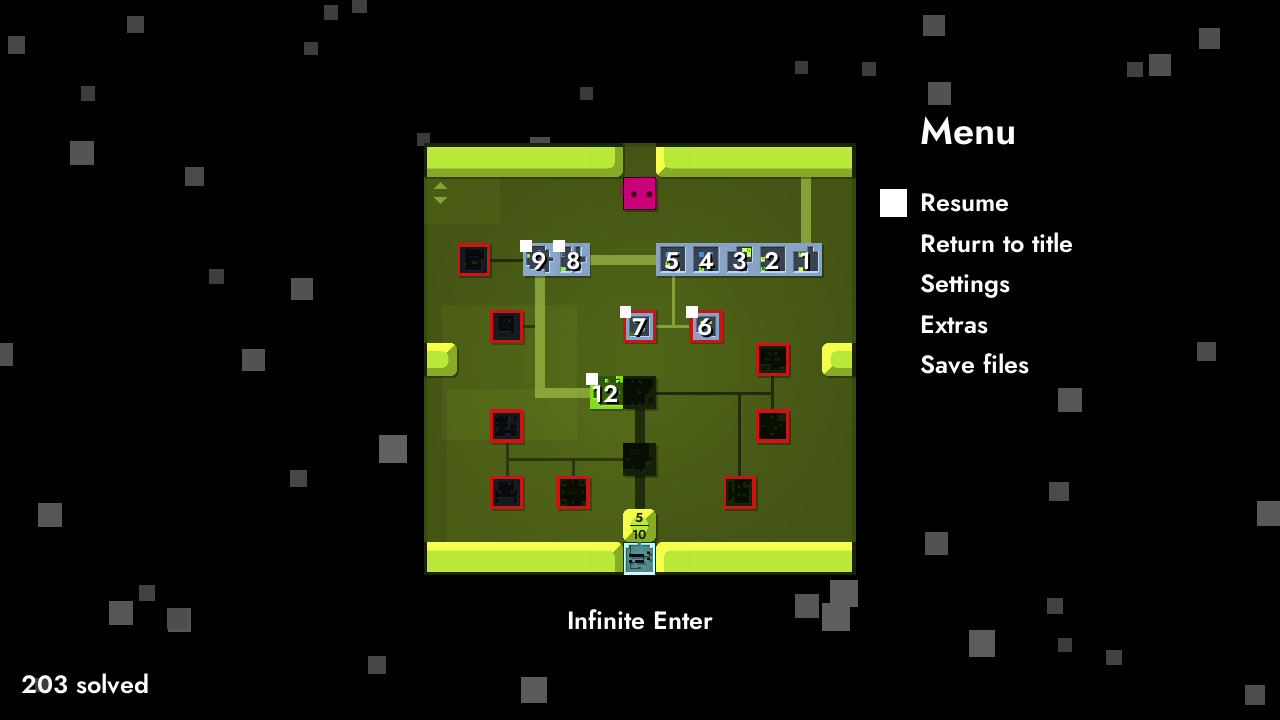 Menu
Resume
Return to title
Settings
Extras
Save files
9 8 5 4 3 2 1
7 6
12
5
10
Infinite Enter
203 solved